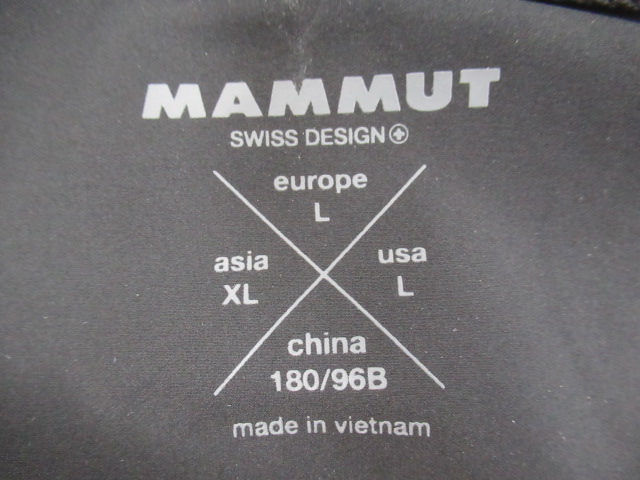 MAMMUT
SWISS DESIGN
europe
L
asia
XL
usa
L
china
180/96B
made in vietnam